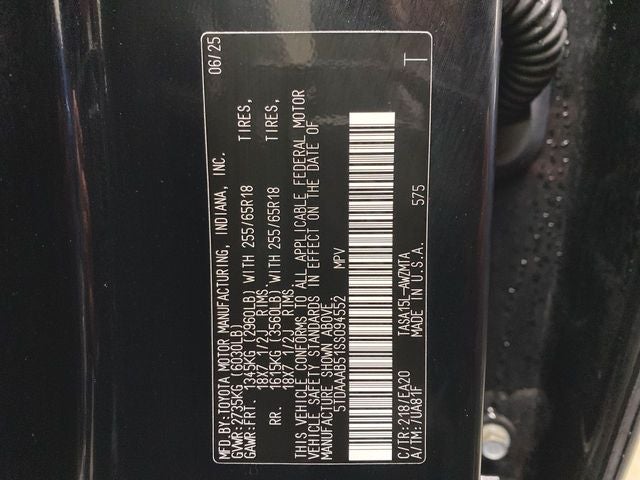 MFD.BY:TOYOTA MOTOR MANUFACTURING, INDIANA, INC. 06/25
GVWR:2735KG (6030LB)
GAWR:FRT. 1345KG (2960LB) WITH 255/65R18 TIRES,
18X7 1/2J RIMS,
RR. 1615KG (3560LB) WITH 255/65R18 TIRES,
18X7 1/2J RIMS.
THIS VEHICLE CONFORMS TO ALL APPLICABLE FEDERAL MOTOR
VEHICLE SAFETY STANDARDS IN EFFECT ON THE DATE OF
MANUFACTURE SHOWN ABOVE.
5TDAAAB51SS094552 MPV
C/TR:218/EA20 TASA15L-AWZMTA 575 T
A/TM:/UA81F MADE IN U.S.A.